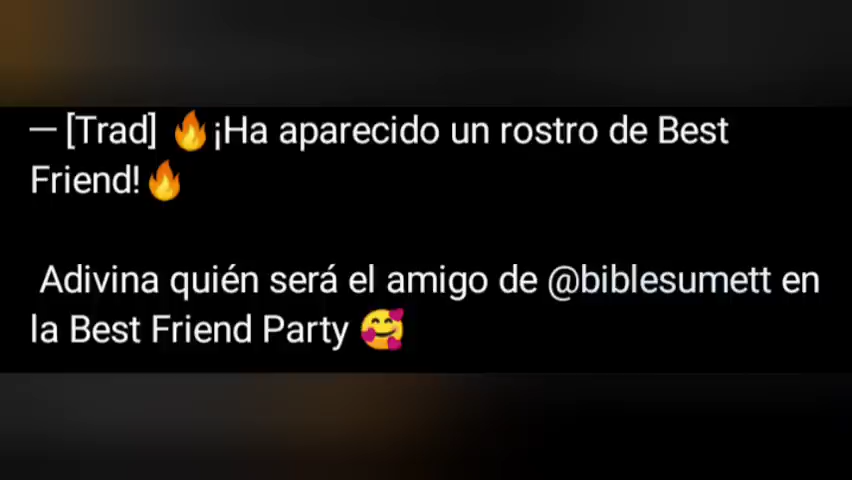 — [Trad] 🔥¡Ha aparecido un rostro de Best
Friend!🔥
Adivina quién será el amigo de @biblesumett en
la Best Friend Party 🥰